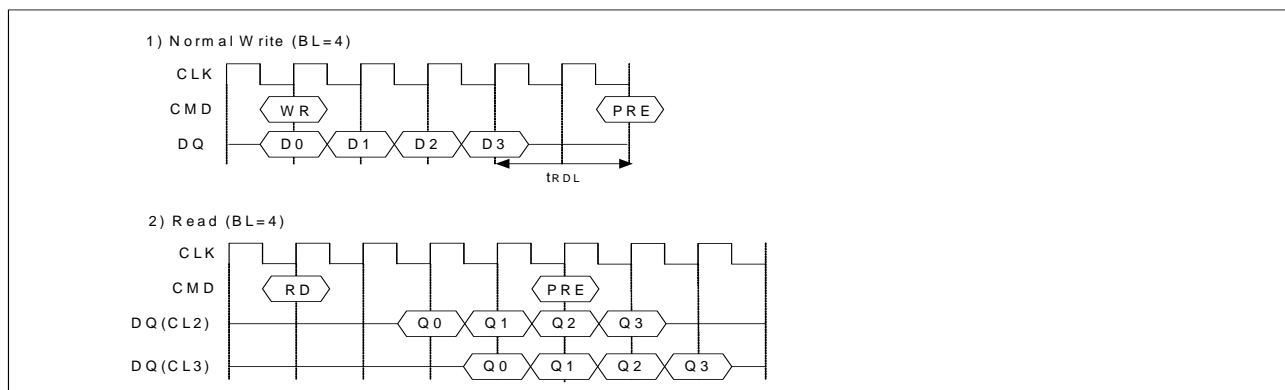 1) Normal Write (BL=4)
CLK
CMD WR PRE
DQ D0 D1 D2 D3
tRDL
2) Read (BL=4)
CLK
CMD RD PRE
DQ(CL2) Q0 Q1 Q2 Q3
DQ(CL3) Q0 Q1 Q2 Q3